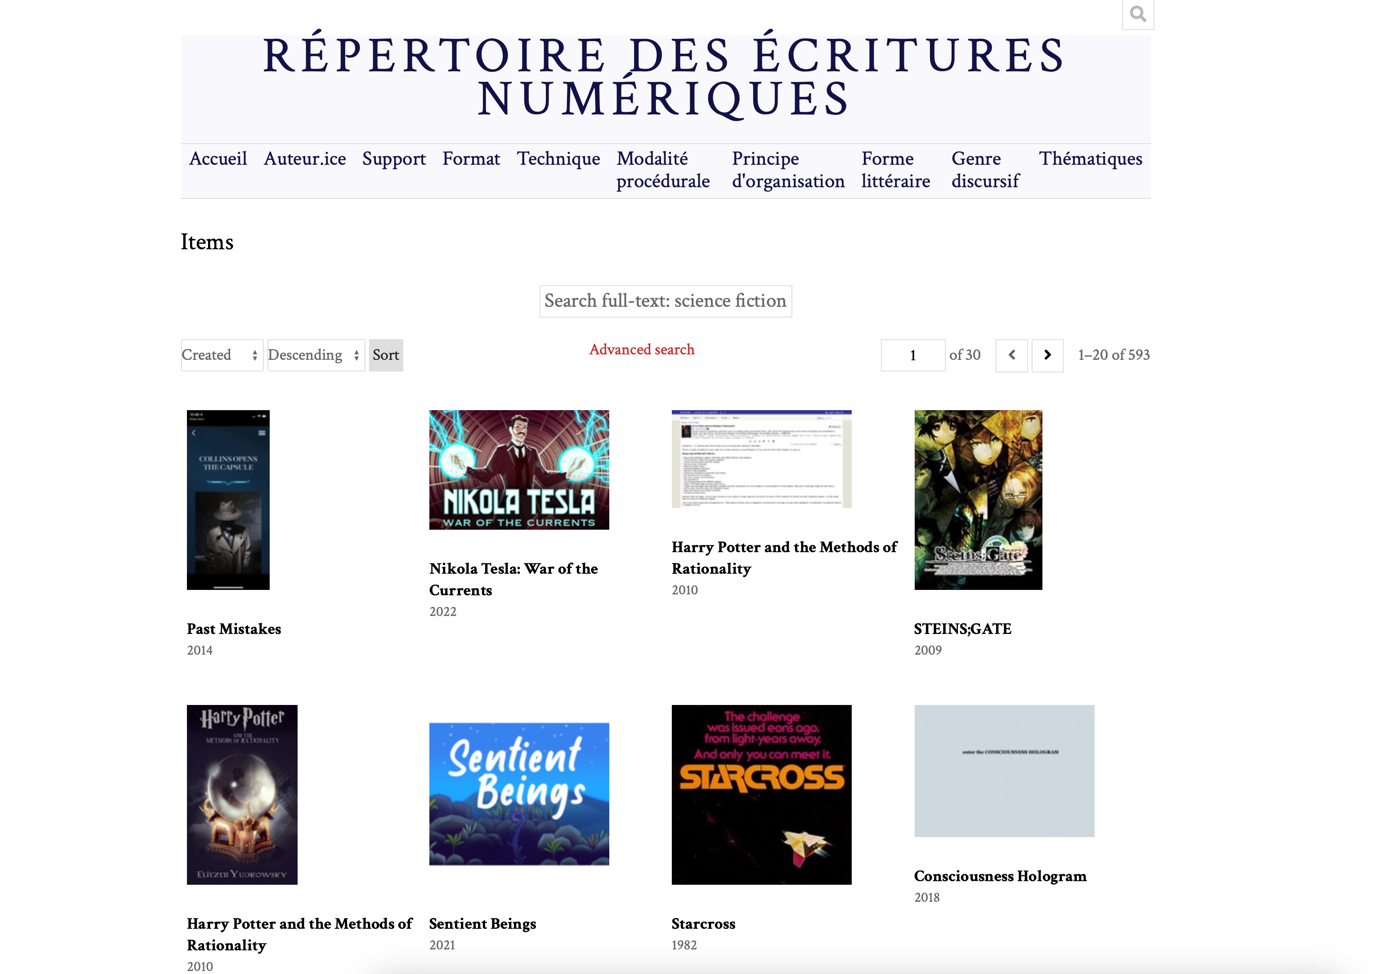 RÉPERTOIRE DES ÉCRITURES
NUMÉRIQUES
Accueil
Auteur.ice
Support
Format
Technique
Modalité
procédurale
Principe
d'organisation
Forme
littéraire
Genre
discursif
Thématiques
Items
Search full-text: science fiction
Created
Descending
Sort
Advanced search
1
of 30
1–20 of 593
COLLINS OPENS
THE CAPSULE
Past Mistakes
2014
NIKOLA TESLA
WAR OF THE CURRENTS
Nikola Tesla: War of the
Currents
2022
Harry Potter and the Methods of
Rationality
2010
Steins;Gate
STEINS;GATE
2009
Harry Potter
AND THE
METHODS OF RATIONALITY
ELIEZER YUDKOWSKY
Harry Potter and the Methods of
Rationality
2010
Sentient
Beings
Sentient Beings
2021
The challenge
was issued eons ago,
from light-years away.
And only you can meet it.
STARCROSS
Starcross
1982
enter the CONSCIOUSNESS HOLOGRAM
Consciousness Hologram
2018